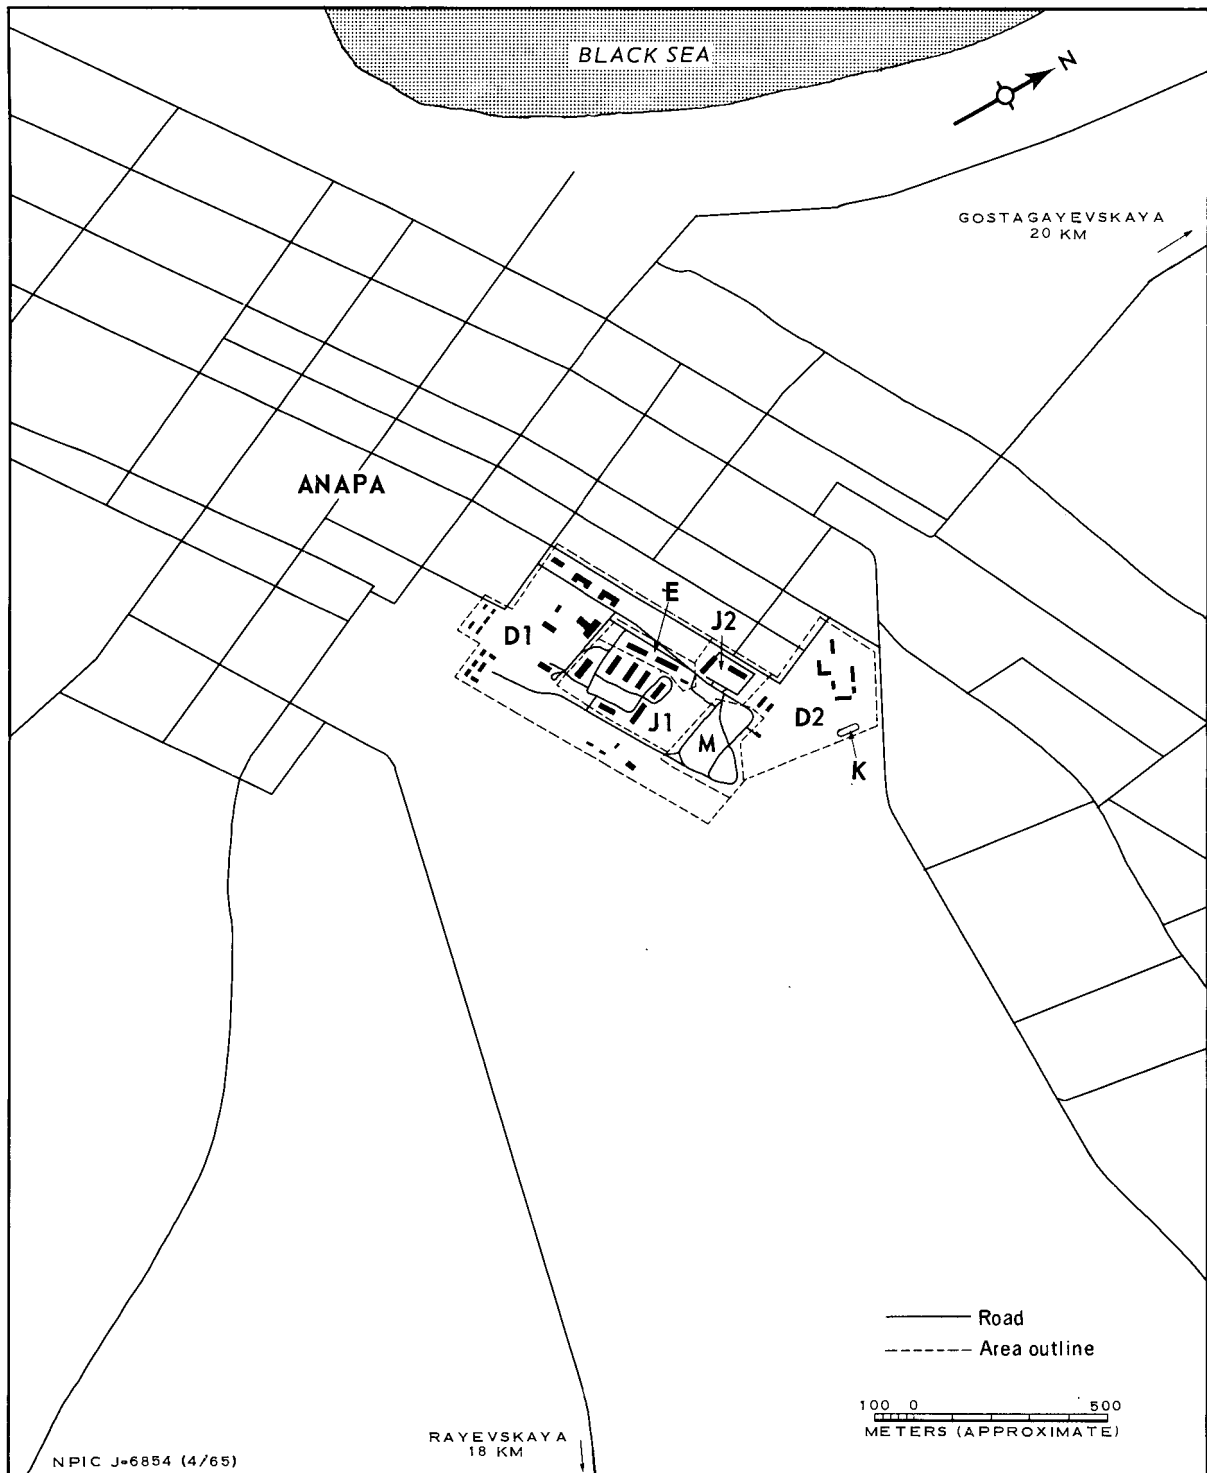 BLACK SEA
N
GOSTAGAYEVSKAYA
20 KM
ANAPA
E
J2
D1
D2
J1
M
K
Road
Area outline
100 0 500
METERS (APPROXIMATE)
RAYEVSKAYA
18 KM
NPIC J-6854 (4/65)